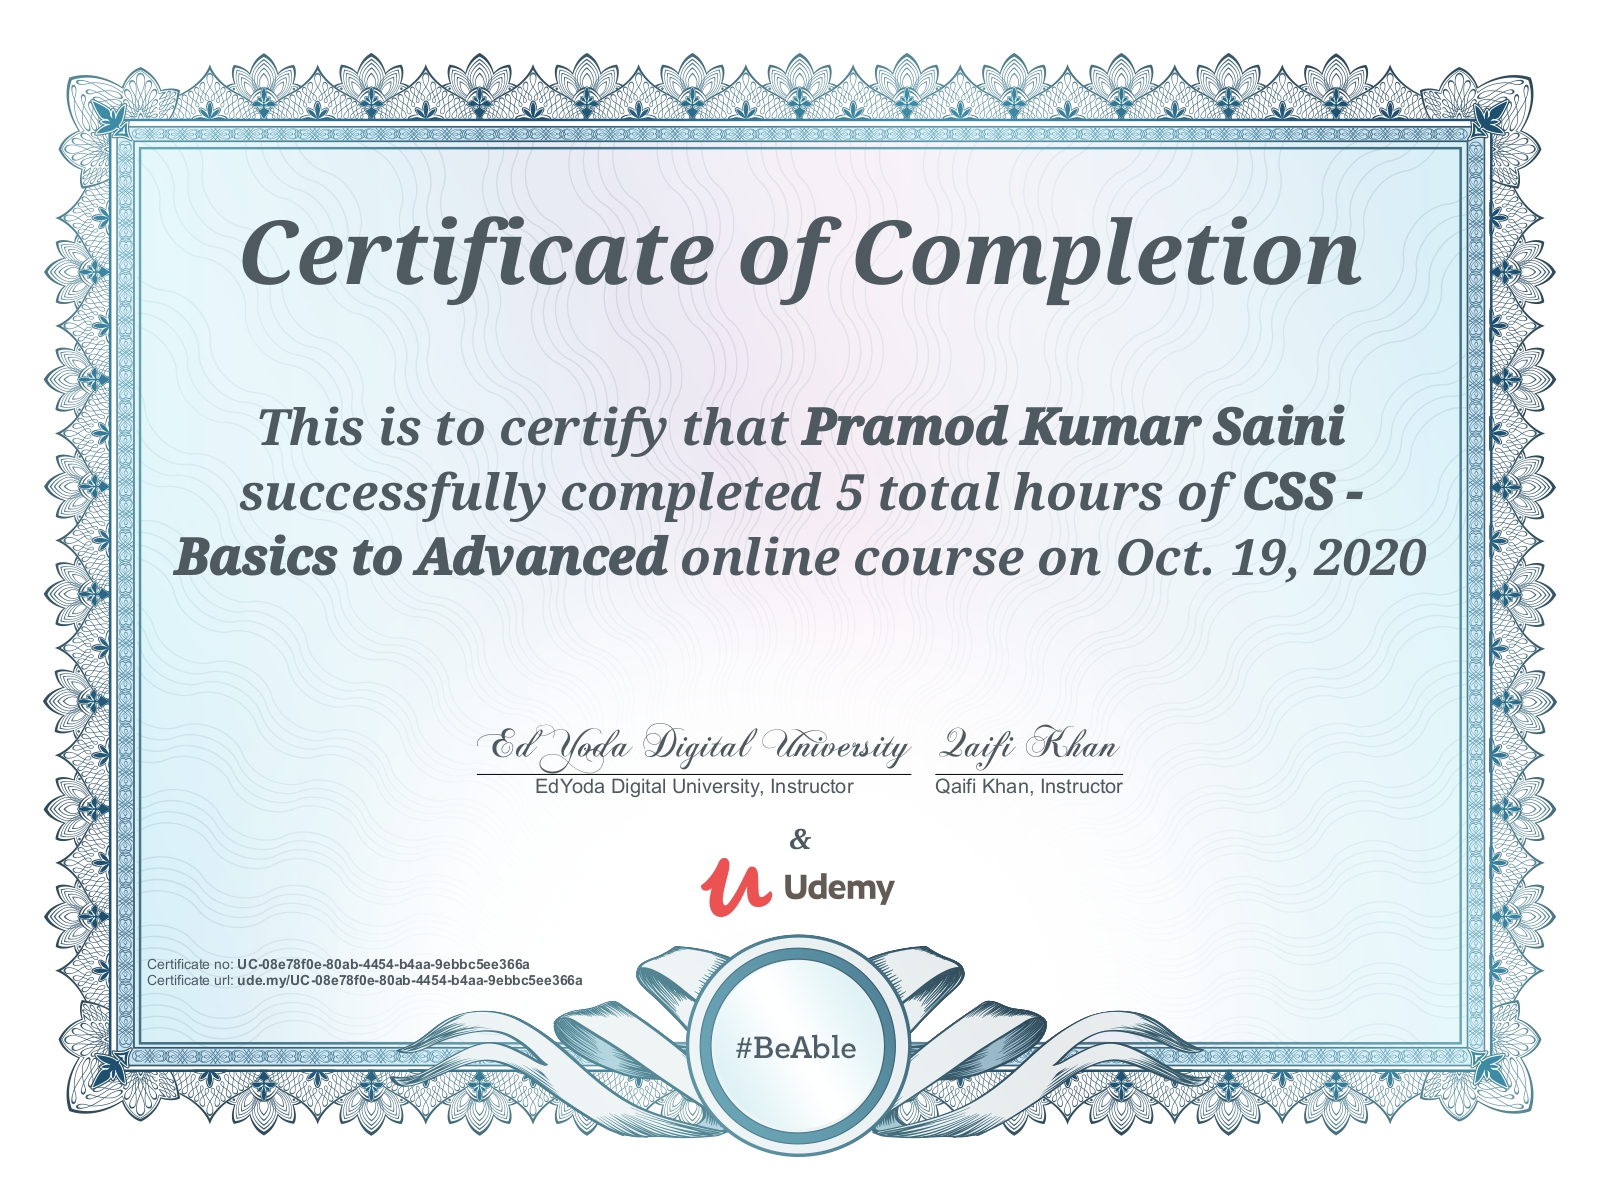 Certificate of Completion
This is to certify that Pramod Kumar Saini
successfully completed 5 total hours of CSS -
Basics to Advanced online course on Oct. 19, 2020
Ed Yoda Digital University Qaifi Khan
EdYoda Digital University, Instructor Qaifi Khan, Instructor
&
Udemy
Certificate no: UC-08e78f0e-80ab-4454-b4aa-9ebbc5ee366a
Certificate url: ude.my/UC-08e78f0e-80ab-4454-b4aa-9ebbc5ee366a
#BeAble